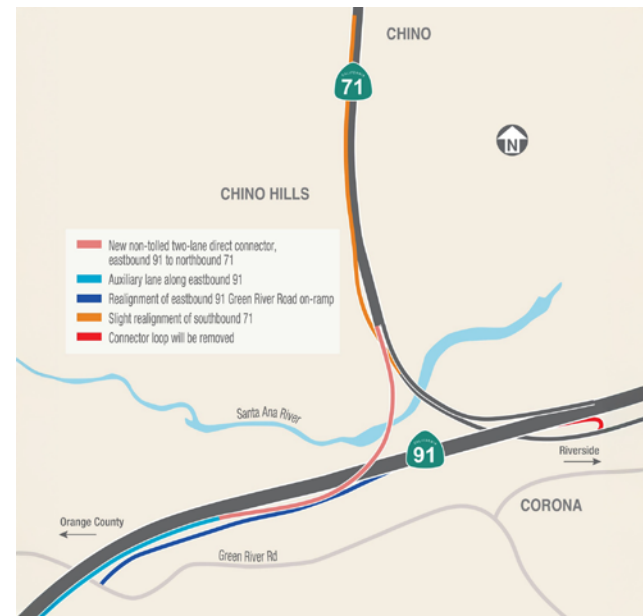 CHINO
71
N
CHINO HILLS
New non-tolled two-lane direct connector,
eastbound 91 to northbound 71
Auxiliary lane along eastbound 91
Realignment of eastbound 91 Green River Road on-ramp
Slight realignment of southbound 71
Connector loop will be removed
Santa Ana River
91
Riverside
CORONA
Orange County
Green River Rd